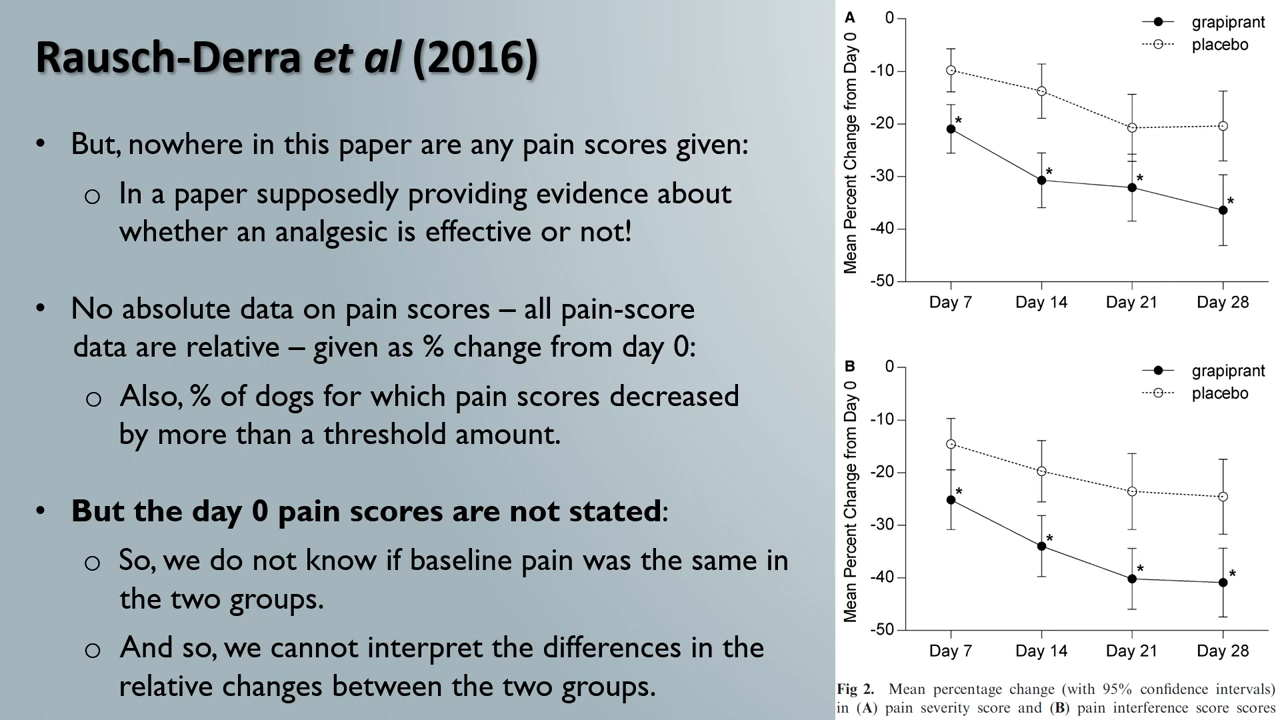 Rausch-Derra et al (2016)
• But, nowhere in this paper are any pain scores given:
o In a paper supposedly providing evidence about
whether an analgesic is effective or not!
• No absolute data on pain scores – all pain-score
data are relative – given as % change from day 0:
o Also, % of dogs for which pain scores decreased
by more than a threshold amount.
• But the day 0 pain scores are not stated:
o So, we do not know if baseline pain was the same in
the two groups.
o And so, we cannot interpret the differences in the
relative changes between the two groups.
A
Mean Percent Change from Day 0
0
-10
-20
-30
-40
-50
grapiprant
placebo
*
*
*
*
Day 7 Day 14 Day 21 Day 28
B
Mean Percent Change from Day 0
0
-10
-20
-30
-40
-50
grapiprant
placebo
*
*
*
*
Day 7 Day 14 Day 21 Day 28
Fig 2. Mean percentage change (with 95% confidence intervals)
in (A) pain severity score and (B) pain interference score scores